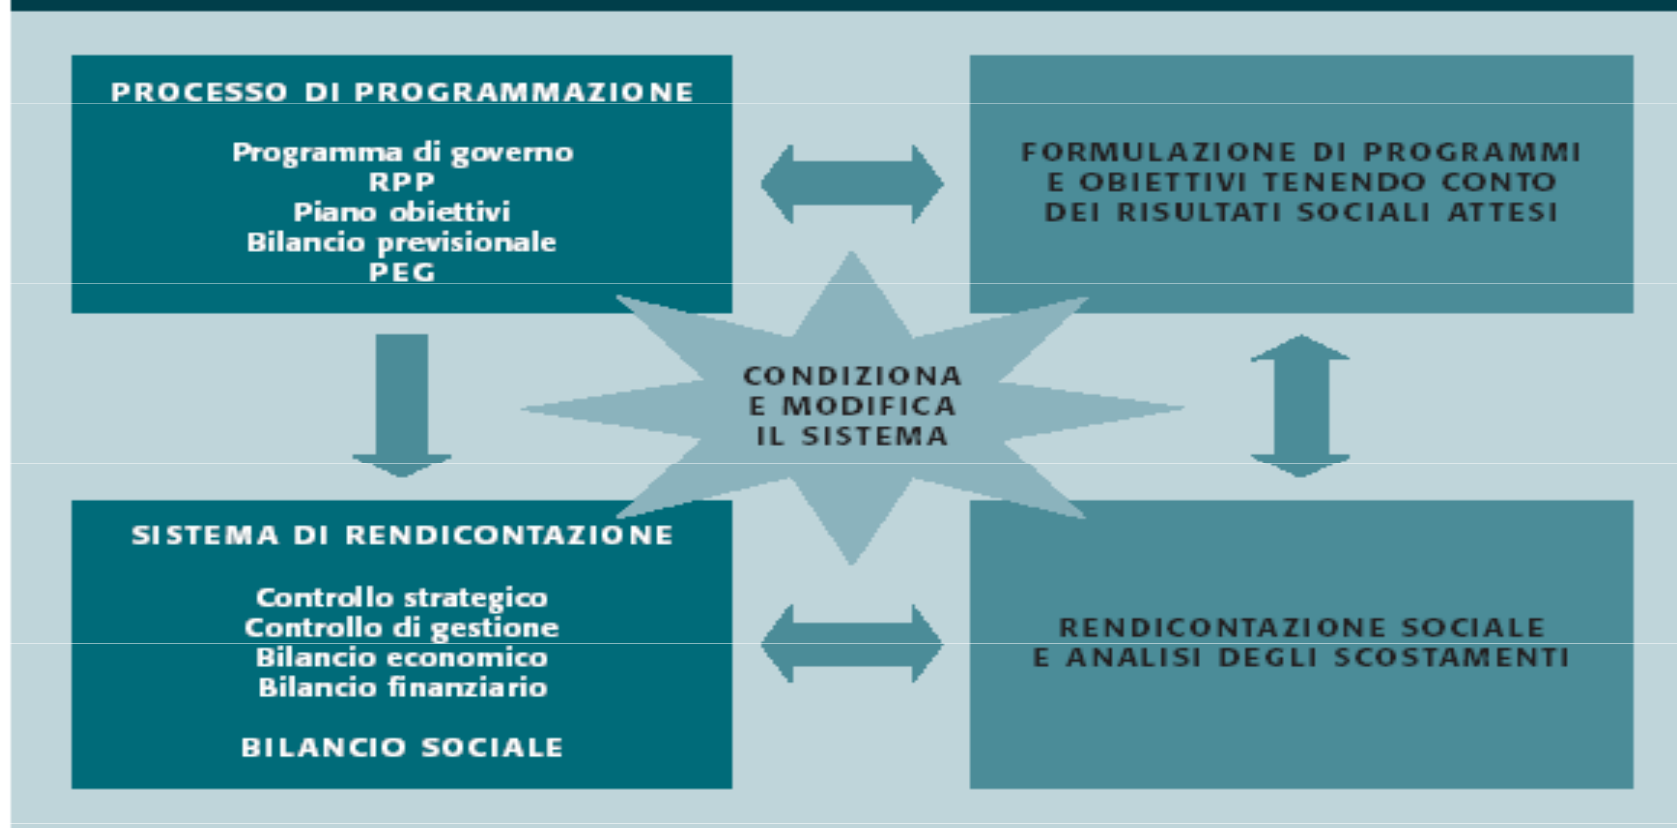 PROCESSO DI PROGRAMMAZIONE
Programma di governo
RPP
Piano obiettivi
Bilancio previsionale
PEG
FORMULAZIONE DI PROGRAMMI
E OBIETTIVI TENENDO CONTO
DEI RISULTATI SOCIALI ATTESI
CONDIZIONA
E MODIFICA
IL SISTEMA
SISTEMA DI RENDICONTAZIONE
Controllo strategico
Controllo di gestione
Bilancio economico
Bilancio finanziario
BILANCIO SOCIALE
RENDICONTAZIONE SOCIALE
E ANALISI DEGLI SCOSTAMENTI